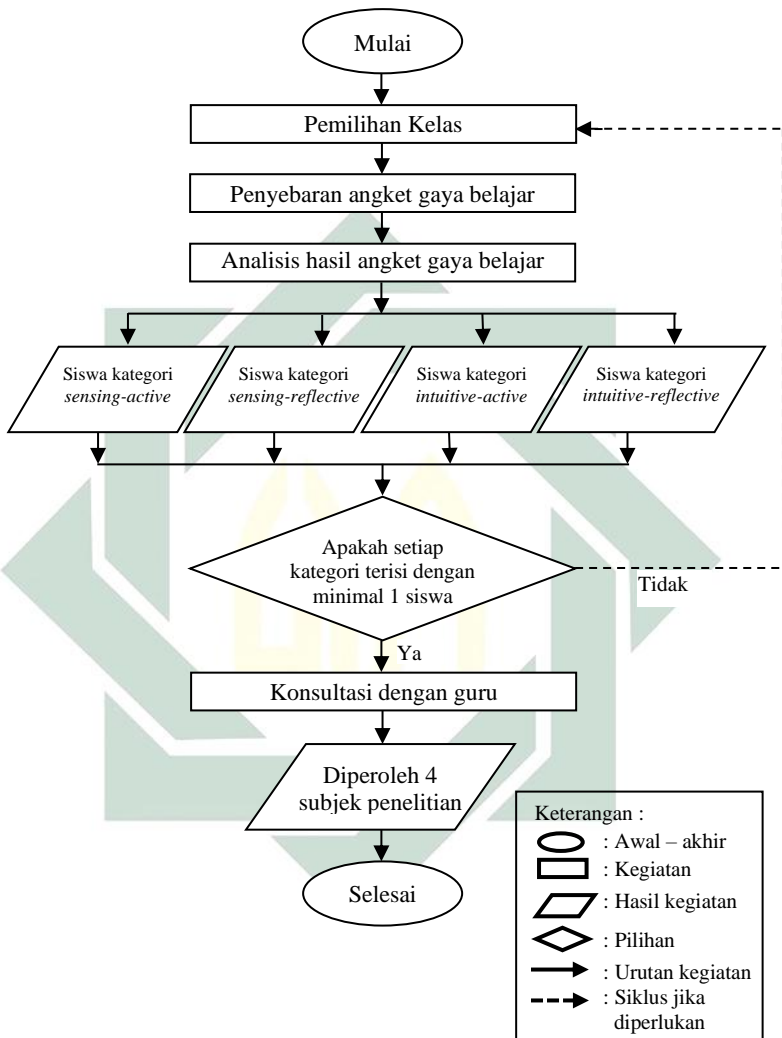 Mulai
Pemilihan Kelas
Penyebaran angket gaya belajar
Analisis hasil angket gaya belajar
Siswa kategori
sensing-active
Siswa kategori
sensing-reflective
Siswa kategori
intuitive-active
Siswa kategori
intuitive-reflective
Apakah setiap
kategori terisi dengan
minimal 1 siswa
Tidak
Ya
Konsultasi dengan guru
Diperoleh 4
subjek penelitian
Selesai
Keterangan :
: Awal – akhir
: Kegiatan
: Hasil kegiatan
: Pilihan
: Urutan kegiatan
: Siklus jika
diperlukan